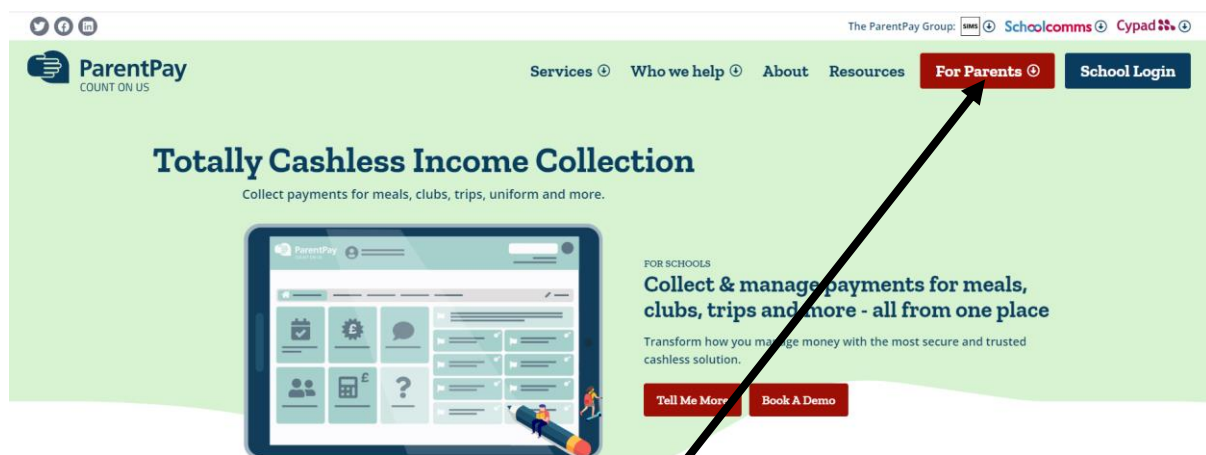 The ParentPay Group: SIMS Schoolcomms Cypad
ParentPay
COUNT ON US
Services Who we help About Resources For Parents School Login
Totally Cashless Income Collection
Collect payments for meals, clubs, trips, uniform and more.
ParentPay
FOR SCHOOLS
Collect & manage payments for meals,
clubs, trips and more - all from one place
Transform how you manage money with the most secure and trusted
cashless solution.
Tell Me More Book A Demo
£
£
?